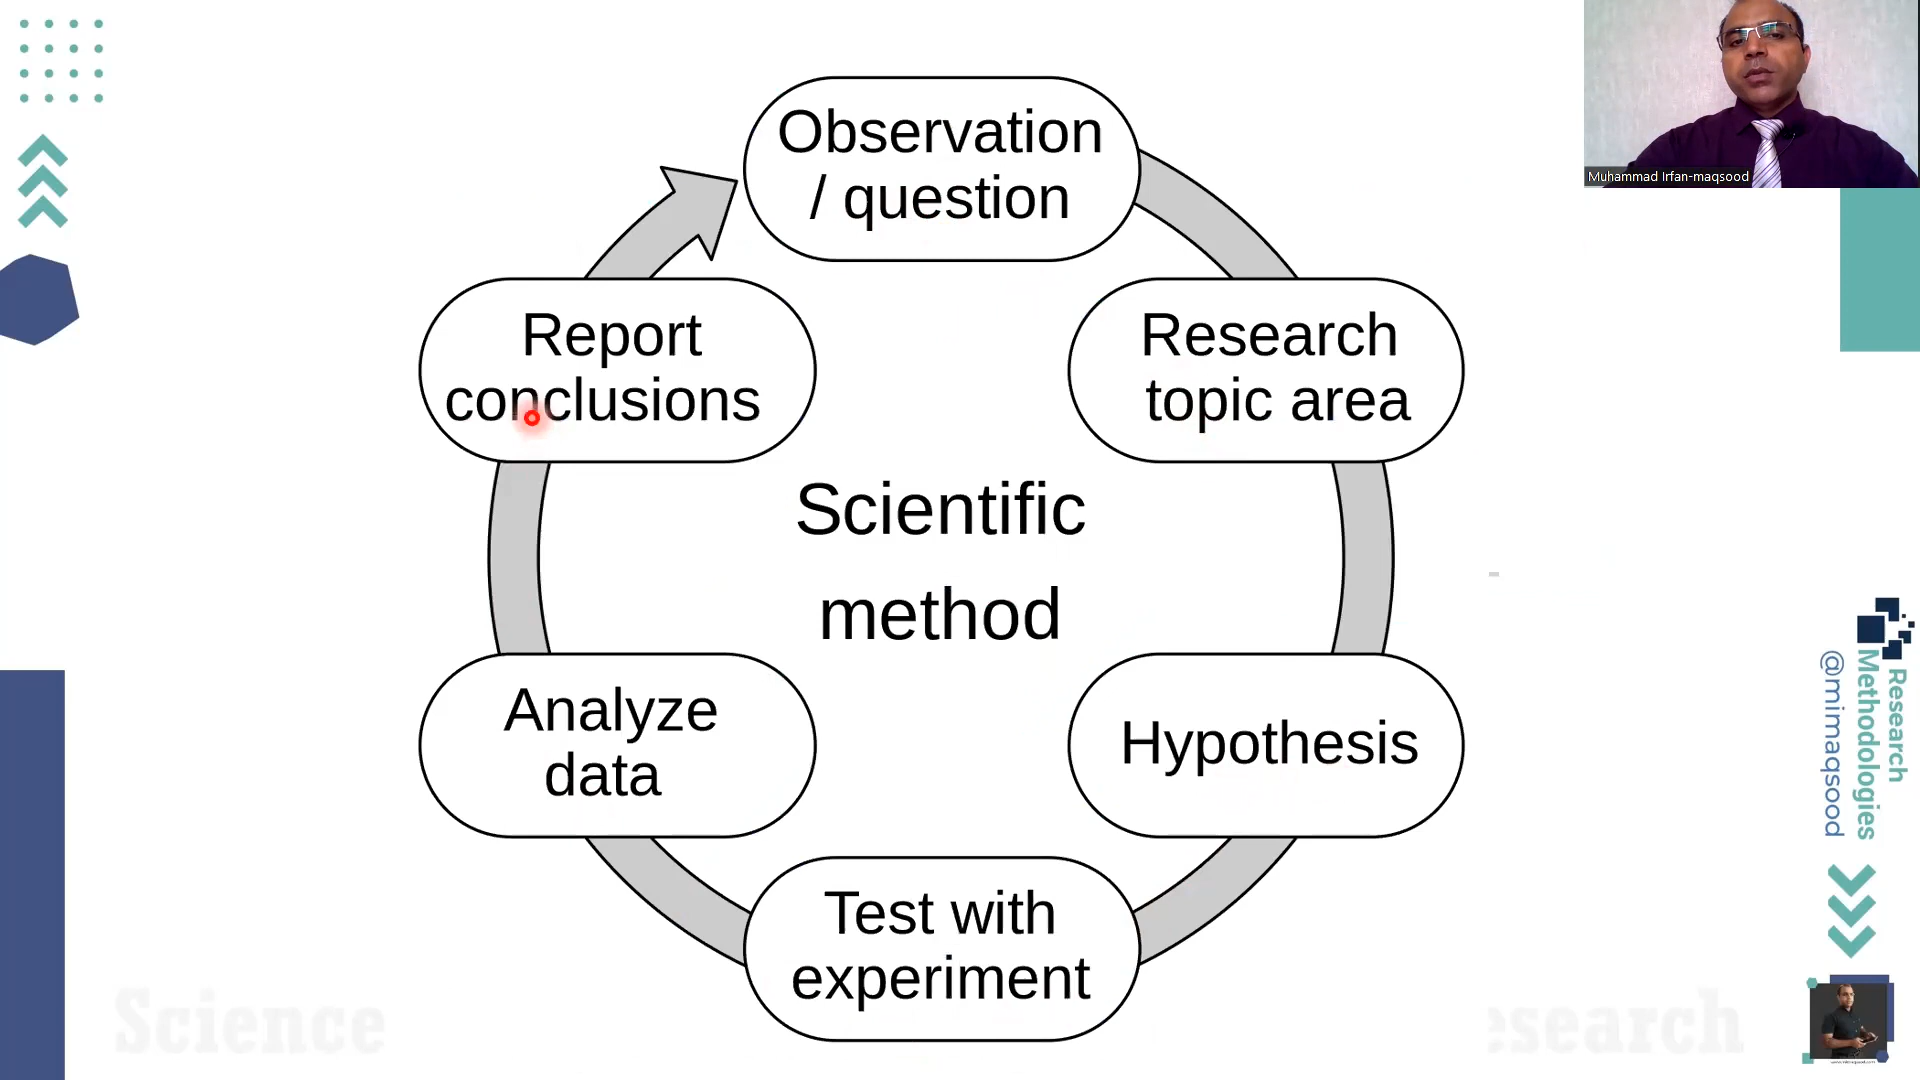 Observation
/ question
Muhammad Irfan-maqsood
Report
conclusions
Research
topic area
Scientific
method
Analyze
data
Hypothesis
Test with
experiment
Research
Methodologies
@mimaqsood
Science
esearch